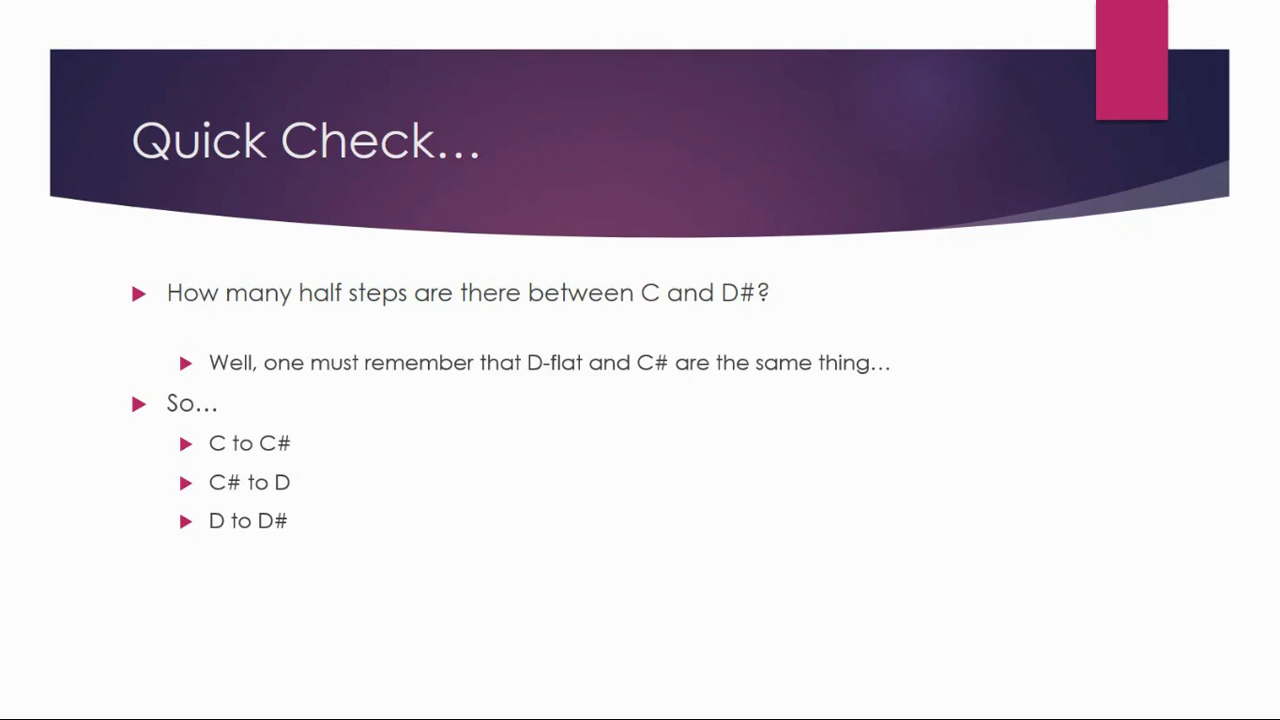 Quick Check...
How many half steps are there between C and D#?
Well, one must remember that D-flat and C# are the same thing...
So...
C to C#
C# to D
D to D#